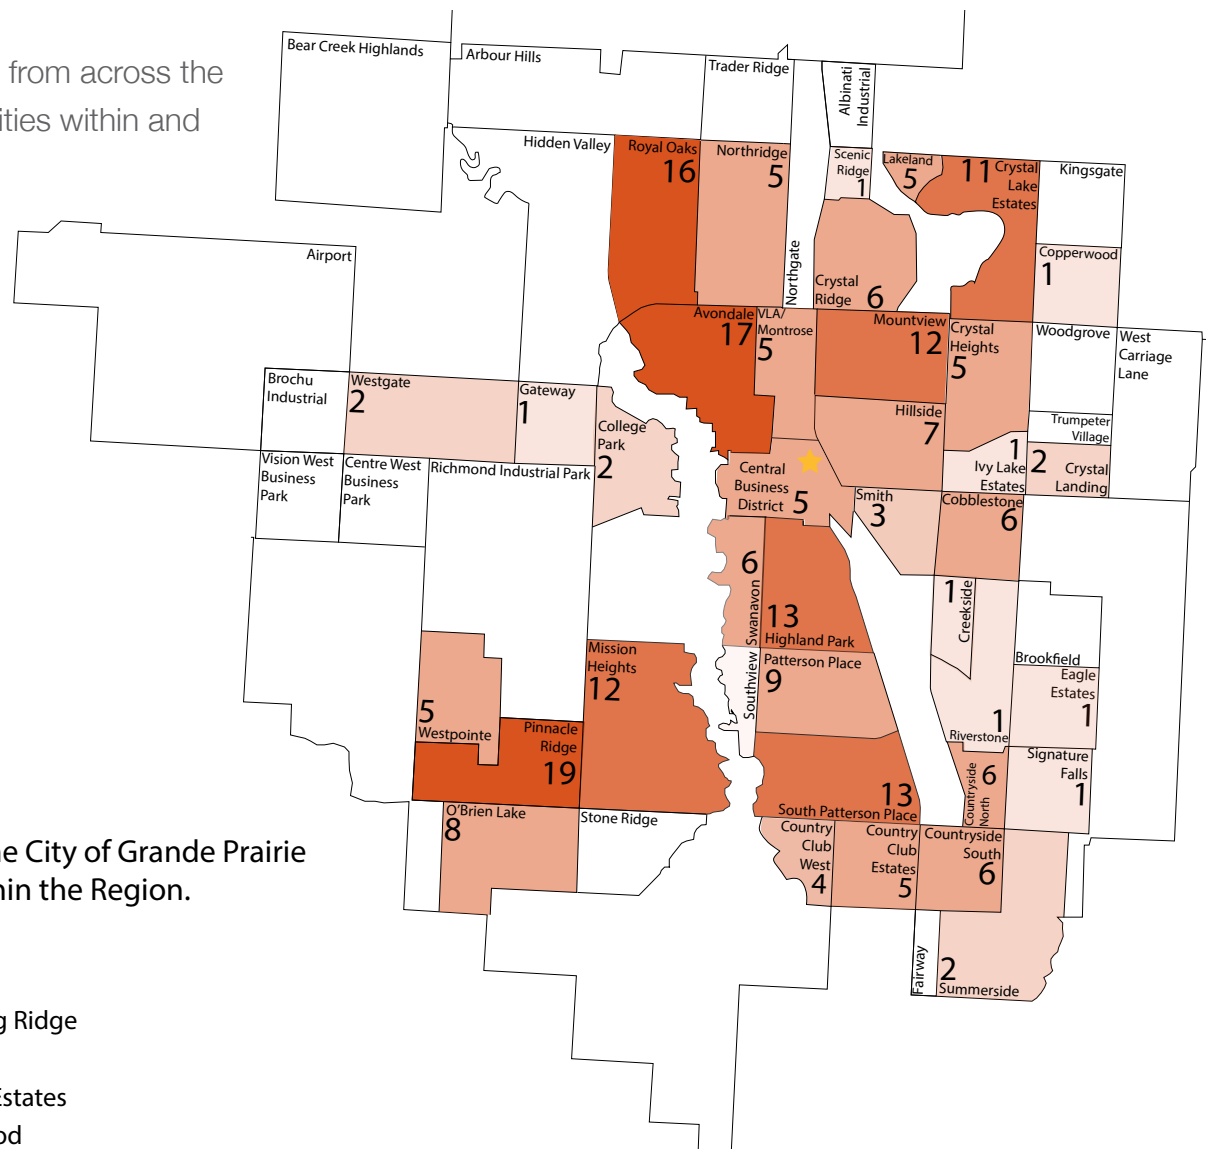 from across the
ities within and
Bear Creek Highlands
Arbour Hills
Trader Ridge
Albinati
Industrial
Hidden Valley
Royal Oaks
16
Northridge
5
Scenic
Ridge
1
Lakeland
5
11 Crystal
Lake
Estates
Kingsgate
Airport
Northgate
Crystal
Ridge 6
Copperwood
1
Avondale
17
VLA/
Montrose
5
Mountview
12
Crystal
Heights
5
Woodgrove
West
Carriage
Lane
Brochu
Industrial
Westgate
2
Gateway
1
College
Park
2
Hillside
7
Trumpeter
Village
1
Ivy Lake
Estates
2 Crystal
Landing
Vision West
Business
Park
Centre West
Business
Park
Richmond Industrial Park
Central
Business
District 5
Smith
3
Cobblestone
6
6
Swanavon
13
Highland Park
1
Creekside
Mission
Heights
12
Southview
Patterson Place
9
Brookfield
Eagle
Estates
1
5
Westpointe
Pinnacle
Ridge
19
1
Riverstone
Signature
Falls
1
13
South Patterson Place
6
Countryside
North
O'Brien Lake
8
Stone Ridge
Country
Club
West
4
Country
Club
Estates
5
Countryside
South
6
ne City of Grande Prairie
hin the Region.
Fairway
2
Summerside
g Ridge
Estates
od